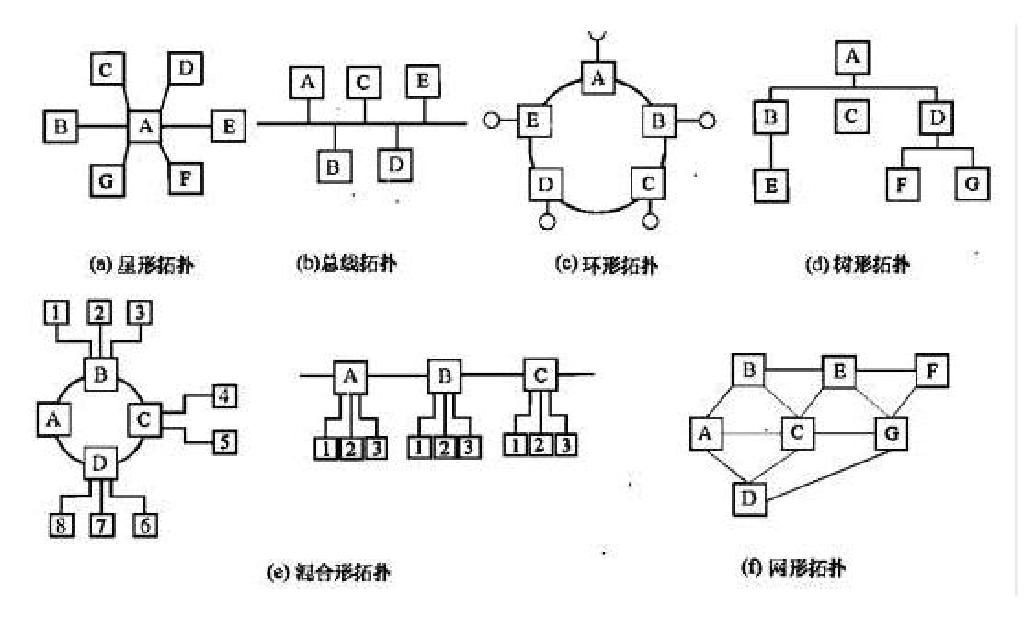 C D
B A E
G F
(a) 星形拓扑
A C E
B D
(b)总线拓扑
A
E B
D C
(c) 环形拓扑
A
B C D
E F G
(d) 树形拓扑
1 2 3
B
A C
4
5
D
8 7 6
A B C
1 2 3 1 2 3 1 2 3
(e) 混合形拓扑
B E F
A C G
D
(f) 网形拓扑